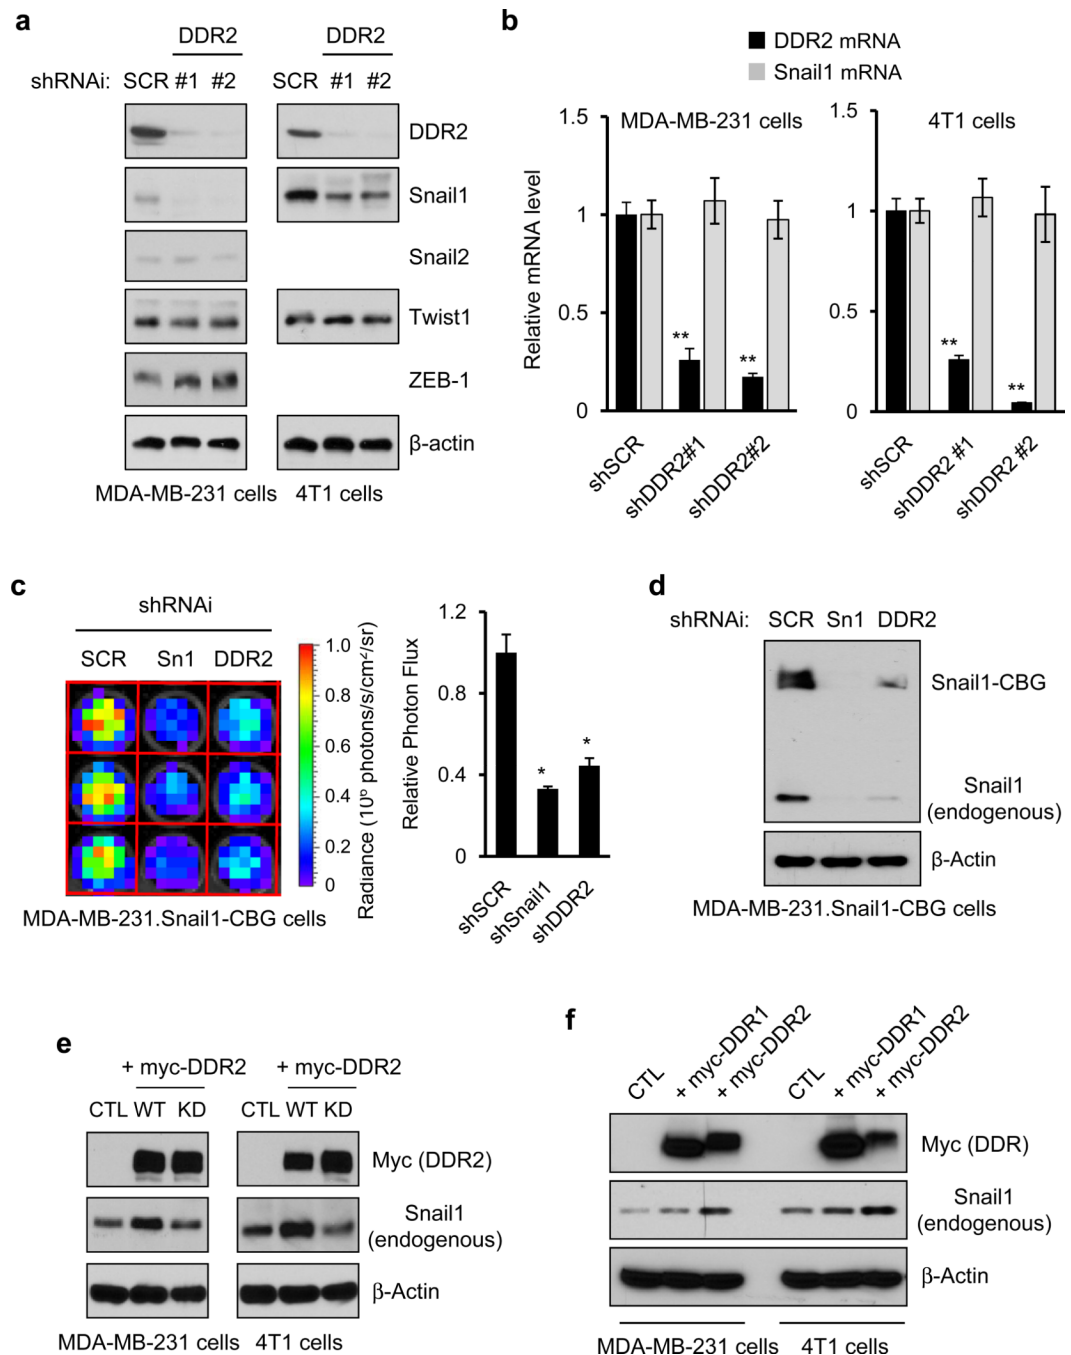 a
DDR2 DDR2
shRNAi: SCR #1 #2 SCR #1 #2
DDR2
Snail1
Snail2
Twist1
ZEB-1
β-actin
MDA-MB-231 cells 4T1 cells
b
DDR2 mRNA
Snail1 mRNA
Relative mRNA level
1.5
1
0.5
0
MDA-MB-231 cells
** **
shSCR
shDDR2#1
shDDR2#2
1.5
1
0.5
0
4T1 cells
** **
shSCR
shDDR2 #1
shDDR2 #2
c
shRNAi
SCR Sn1 DDR2
1.0
0.8
0.6
0.4
0.2
0
MDA-MB-231.Snail1-CBG cells
Relative Photon Flux
1.2
0.8
0.4
0
* *
shSCR
shSnail1
shDDR2
d
shRNAi: SCR Sn1 DDR2
Snail1-CBG
Snail1
(endogenous)
β-Actin
MDA-MB-231.Snail1-CBG cells
e
+ myc-DDR2 + myc-DDR2
CTL WT KD CTL WT KD
Myc (DDR2)
Snail1
(endogenous)
β-Actin
MDA-MB-231 cells 4T1 cells
f
CTL
+ myc-DDR1
+ myc-DDR2
CTL
+ myc-DDR1
+ myc-DDR2
Myc (DDR)
Snail1
(endogenous)
β-Actin
MDA-MB-231 cells 4T1 cells